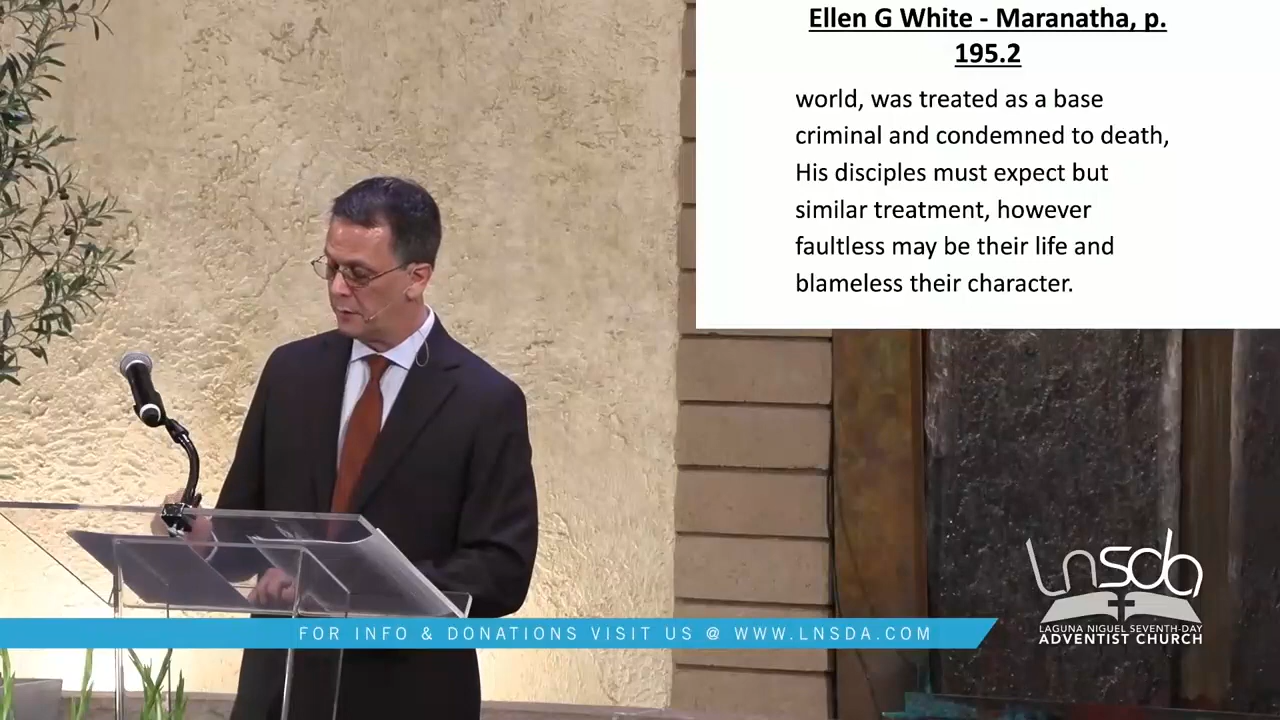 Ellen G White - Maranatha, p.
195.2
world, was treated as a base
criminal and condemned to death,
His disciples must expect but
similar treatment, however
faultless may be their life and
blameless their character.
FOR INFO & DONATIONS VISIT US @ WWW.LNSDA.COM
Lnsda
LAGUNA NIGUEL SEVENTH-DAY
ADVENTIST CHURCH